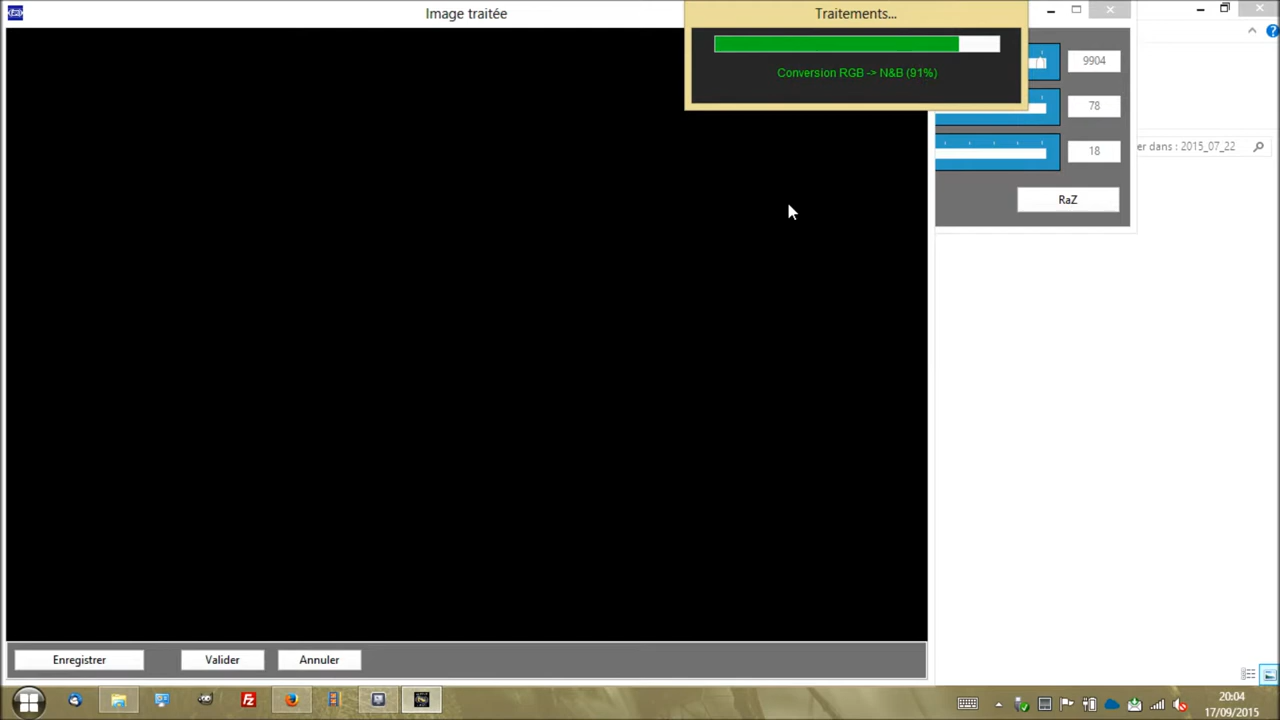 Image traitée
Traitements...
Conversion RGB -> N&B (91%)
9904
78
18
er dans : 2015_07_22
RaZ
Enregistrer
Valider
Annuler
20:04
17/09/2015